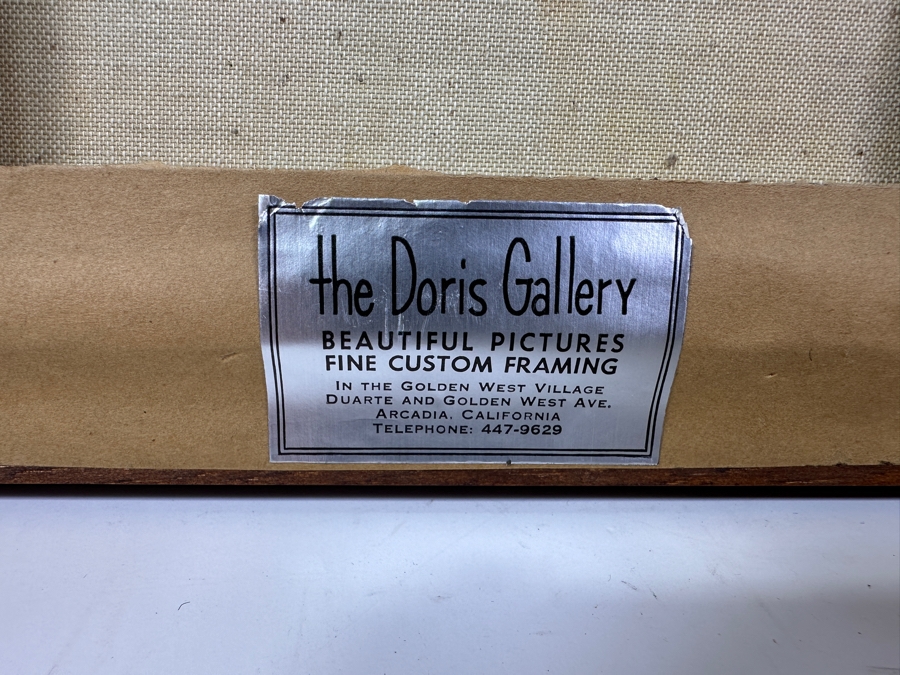 the Doris Gallery
BEAUTIFUL PICTURES
FINE CUSTOM FRAMING
IN THE GOLDEN WEST VILLAGE
DUARTE AND GOLDEN WEST AVE.
ARCADIA, CALIFORNIA
TELEPHONE: 447-9629